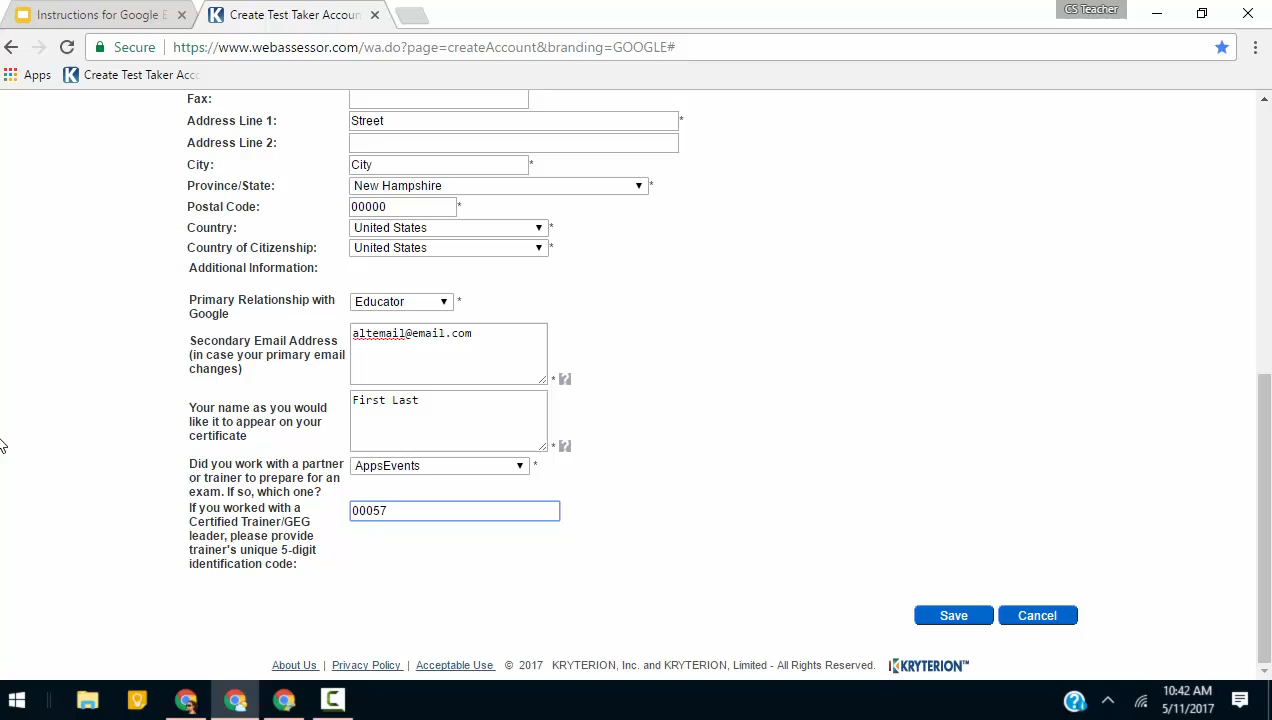 Instructions for Google E
Create Test Taker Accoun
CS Teacher
Secure
https://www.webassessor.com/wa.do?page=createAccount&branding=GOOGLE#
Apps
Create Test Taker Acco
Fax:
Address Line 1: Street *
Address Line 2:
City: City *
Province/State: New Hampshire *
Postal Code: 00000 *
Country: United States *
Country of Citizenship: United States *
Additional Information:
Primary Relationship with
Google
Educator *
Secondary Email Address
(in case your primary email
changes)
altemail@email.com
* ?
Your name as you would
like it to appear on your
certificate
First Last
* ?
Did you work with a partner
or trainer to prepare for an
exam. If so, which one?
AppsEvents *
If you worked with a
Certified Trainer/GEG
leader, please provide
trainer's unique 5-digit
identification code:
00057
Save
Cancel
About Us | Privacy Policy | Acceptable Use | © 2017 KRYTERION, Inc. and KRYTERION, Limited - All Rights Reserved. KRYTERION™
10:42 AM
5/11/2017